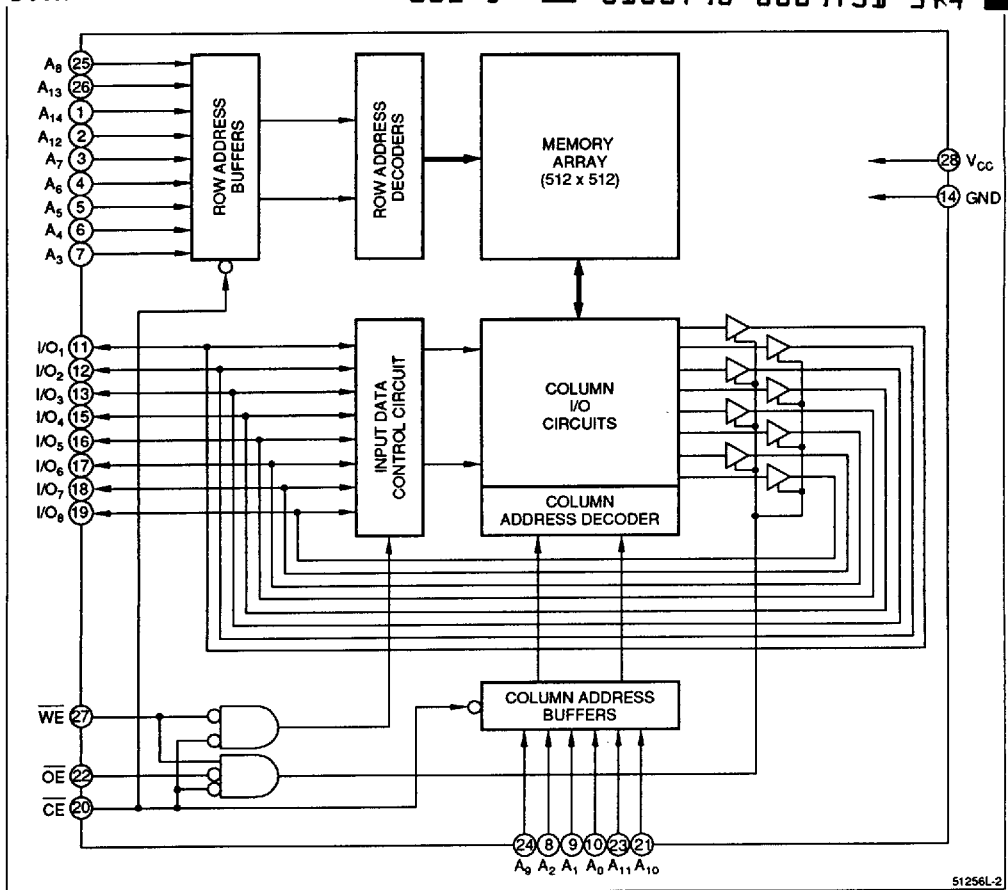 A8 25
A13 26
A14 1
A12 2
A7 3
A6 4
A5 5
A4 6
A3 7
ROW ADDRESS
BUFFERS
ROW ADDRESS
DECODERS
MEMORY
ARRAY
(512 x 512)
28 VCC
14 GND
I/O1 11
I/O2 12
I/O3 13
I/O4 15
I/O5 16
I/O6 17
I/O7 18
I/O8 19
INPUT DATA
CONTROL CIRCUIT
COLUMN
I/O
CIRCUITS
COLUMN
ADDRESS DECODER
COLUMN ADDRESS
BUFFERS
W̅E̅ 27
O̅E̅ 22
C̅E̅ 20
24 8 9 10 23 21
A9 A2 A1 A0 A11 A10
51256L-2